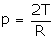 p = 2T/R